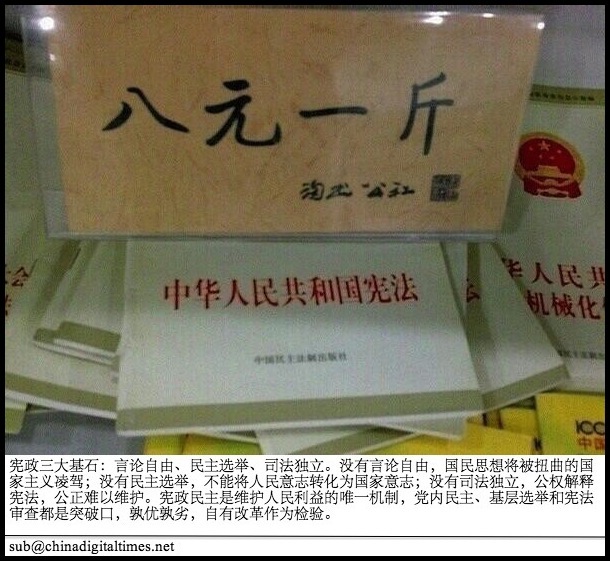 八元一斤
淘书公社
中华人民共和国宪法
中国民主法制出版社
会
法
华人民共
机械化
100
中国
宪政三大基石：言论自由、民主选举、司法独立。没有言论自由，国民思想将被扭曲的国
家主义凌驾；没有民主选举，不能将人民意志转化为国家意志；没有司法独立，公权解释
宪法，公正难以维护。宪政民主是维护人民利益的唯一机制，党内民主、基层选举和宪法
审查都是突破口，孰优孰劣，自有改革作为检验。
sub@chinadigitaltimes.net